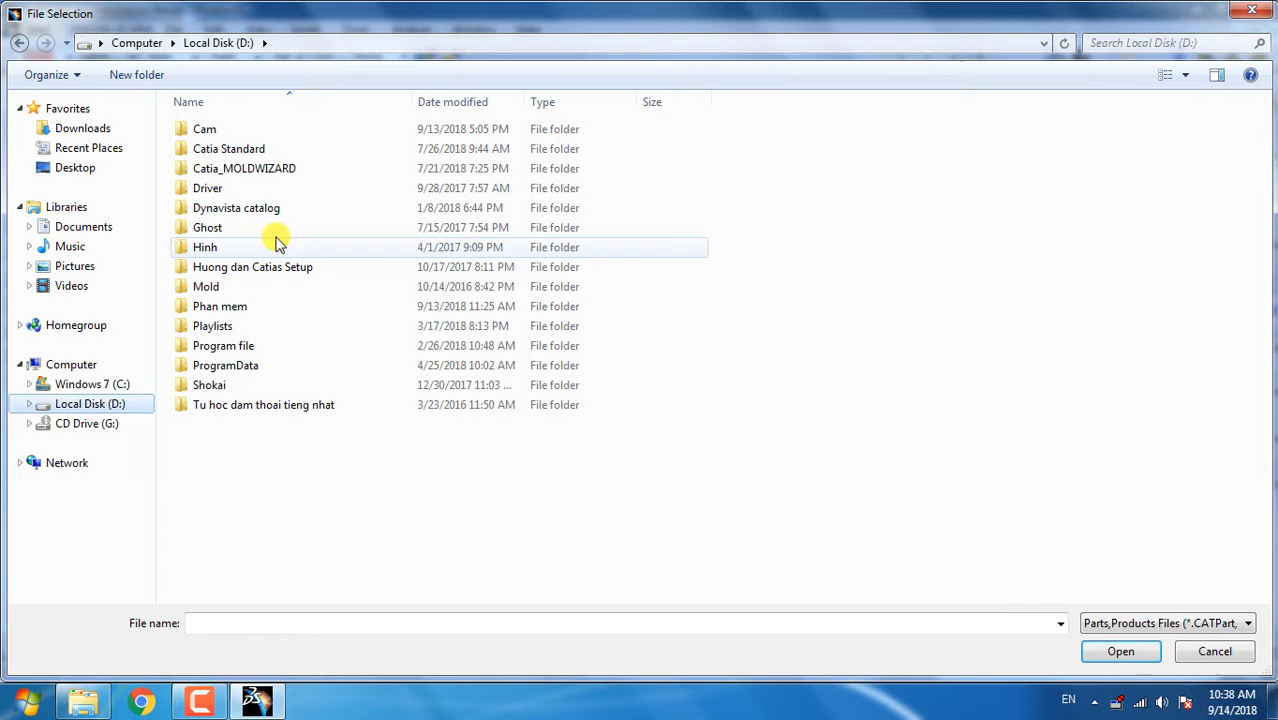 File Selection
Computer Local Disk (D:)
Search Local Disk (D:)
Organize New folder
Favorites
Downloads
Recent Places
Desktop
Libraries
Documents
Music
Pictures
Videos
Homegroup
Computer
Windows 7 (C:)
Local Disk (D:)
CD Drive (G:)
Network
Name Date modified Type Size
Cam 9/13/2018 5:05 PM File folder
Catia Standard 7/26/2018 9:44 AM File folder
Catia_MOLDWIZARD 7/21/2018 7:25 PM File folder
Driver 9/28/2017 7:57 AM File folder
Dynavista catalog 1/8/2018 6:44 PM File folder
Ghost 7/15/2017 7:54 PM File folder
Hinh 4/1/2017 9:09 PM File folder
Huong dan Catias Setup 10/17/2017 8:11 PM File folder
Mold 10/14/2016 8:42 PM File folder
Phan mem 9/13/2018 11:25 AM File folder
Playlists 3/17/2018 8:13 PM File folder
Program file 2/26/2018 10:48 AM File folder
ProgramData 4/25/2018 10:02 AM File folder
Shokai 12/30/2017 11:03 ... File folder
Tu hoc dam thoai tieng nhat 3/23/2016 11:50 AM File folder
File name:
Parts,Products Files (*.CATPart,
Open Cancel
EN
10:38 AM
9/14/2018